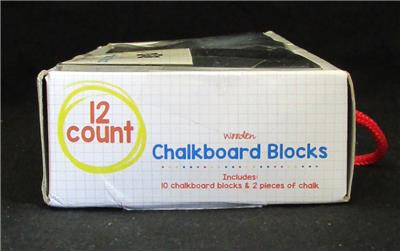 12
count
wooden
Chalkboard Blocks
Includes:
10 chalkboard blocks & 2 pieces of chalk